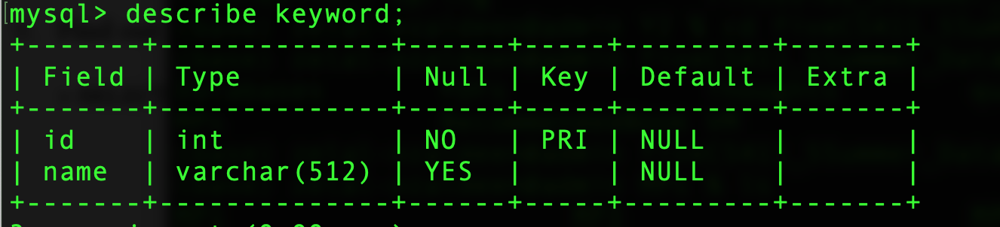 mysql> describe keyword;
+-------+--------------+------+-----+---------+-------+
| Field | Type         | Null | Key | Default | Extra |
+-------+--------------+------+-----+---------+-------+
| id    | int          | NO   | PRI | NULL    |       |
| name  | varchar(512) | YES  |     | NULL    |       |
+-------+--------------+------+-----+---------+-------+